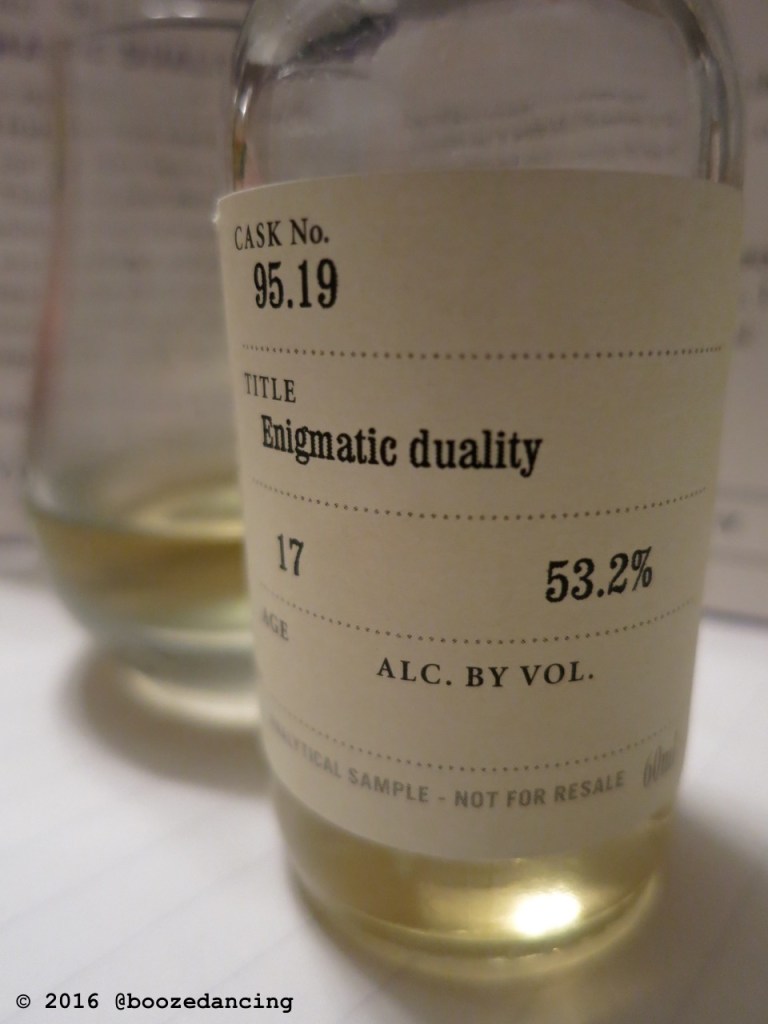 CASK No.
95.19
TITLE
Enigmatic duality
17 53.2%
AGE
ALC. BY VOL.
ANALYTICAL SAMPLE - NOT FOR RESALE 60ml
© 2016 @boozedancing